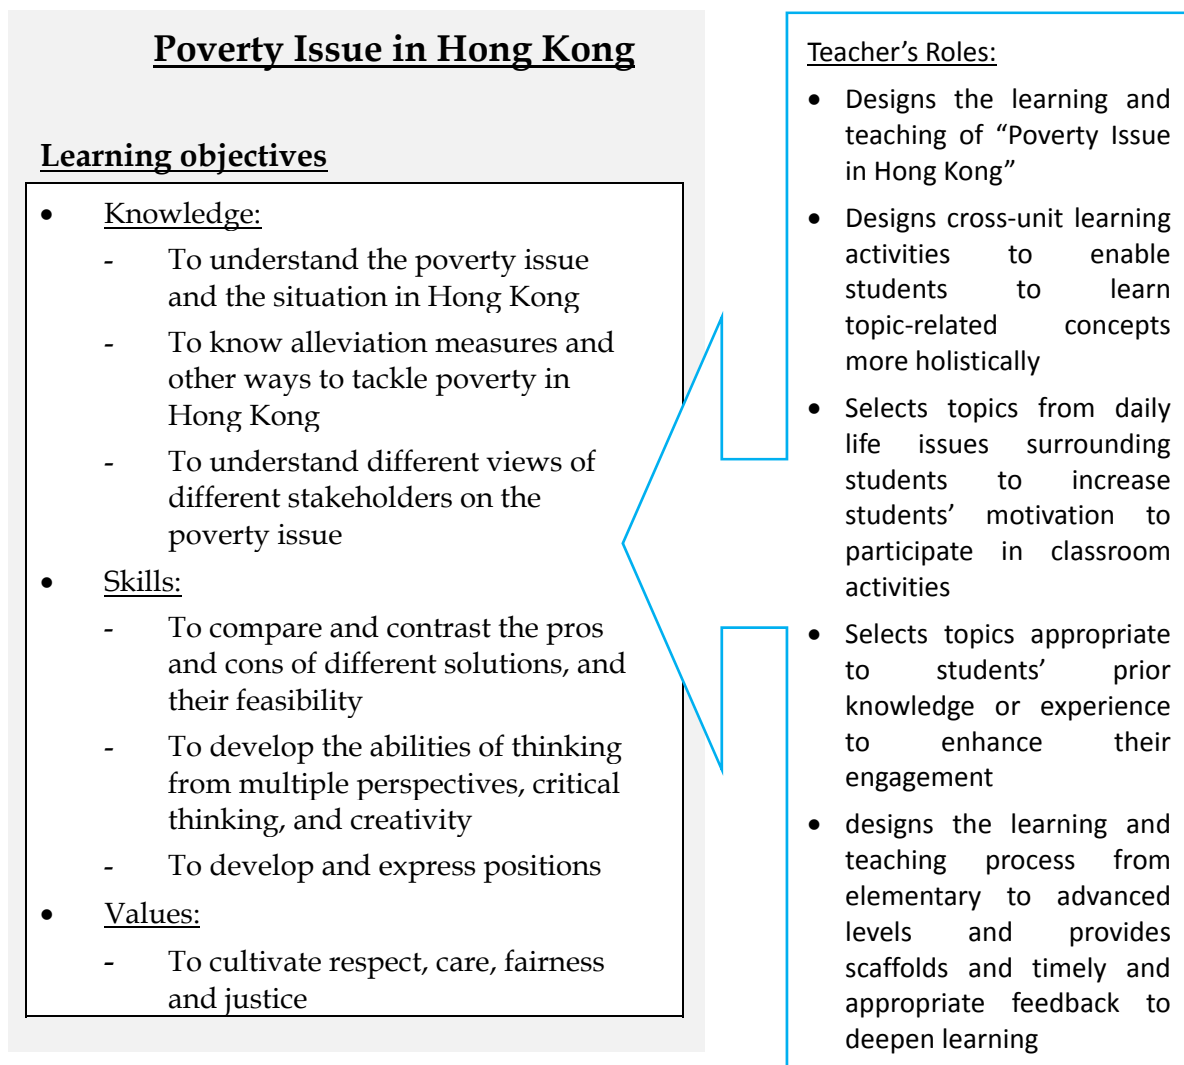 Poverty Issue in Hong Kong
Learning objectives
• Knowledge:
- To understand the poverty issue
and the situation in Hong Kong
- To know alleviation measures and
other ways to tackle poverty in
Hong Kong
- To understand different views of
different stakeholders on the
poverty issue
• Skills:
- To compare and contrast the pros
and cons of different solutions, and
their feasibility
- To develop the abilities of thinking
from multiple perspectives, critical
thinking, and creativity
- To develop and express positions
• Values:
- To cultivate respect, care, fairness
and justice
Teacher’s Roles:
• Designs the learning and
teaching of “Poverty Issue
in Hong Kong”
• Designs cross-unit learning
activities to enable
students to learn
topic-related concepts
more holistically
• Selects topics from daily
life issues surrounding
students to increase
students’ motivation to
participate in classroom
activities
• Selects topics appropriate
to students’ prior
knowledge or experience
to enhance their
engagement
• designs the learning and
teaching process from
elementary to advanced
levels and provides
scaffolds and timely and
appropriate feedback to
deepen learning